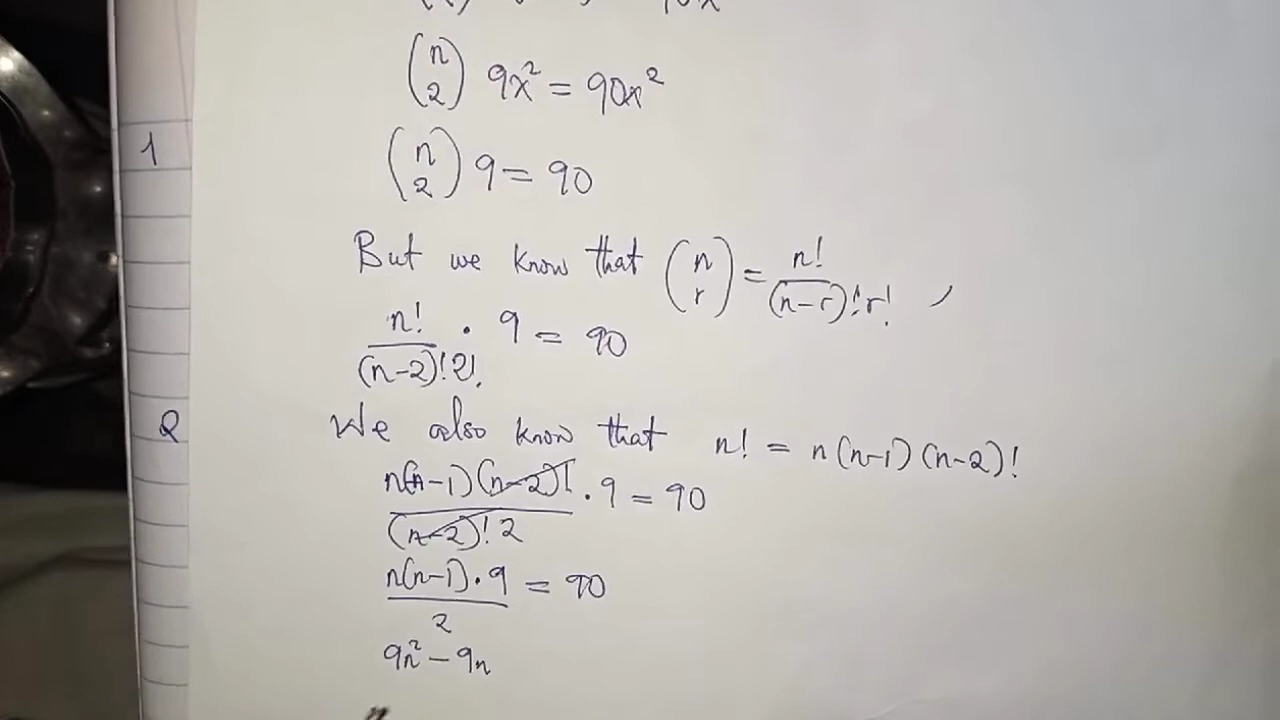 (n 2) 9x² = 90x²
1
(n 2) 9 = 90
But we know that (n r) = n!/(n-r)!r! ,
n!/(n-2)!2! . 9 = 90
2
We also know that n! = n(n-1)(n-2)!
n(n-1)(n-2)!/(n-2)!2 . 9 = 90
n(n-1).9/2 = 90
9n² - 9n